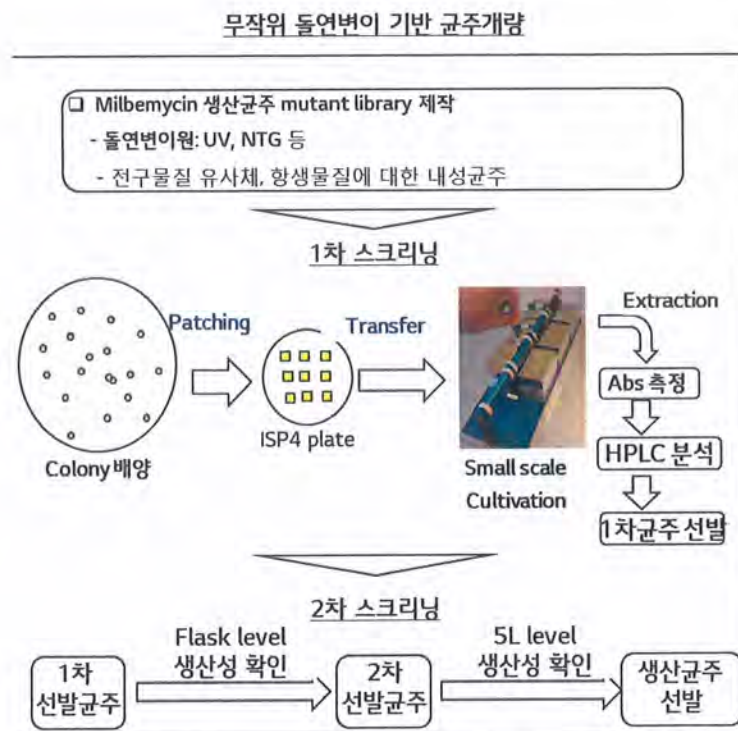 무작위 돌연변이 기반 균주개량
❑ Milbemycin 생산균주 mutant library 제작
- 돌연변이원: UV, NTG 등
- 전구물질 유사체, 항생물질에 대한 내성균주
1차 스크리닝
Patching
Transfer
Extraction
Abs 측정
HPLC 분석
1차균주 선발
ISP4 plate
Colony 배양
Small scale
Cultivation
2차 스크리닝
Flask level
생산성 확인
5L level
생산성 확인
1차
선발균주
2차
선발균주
생산균주
선발